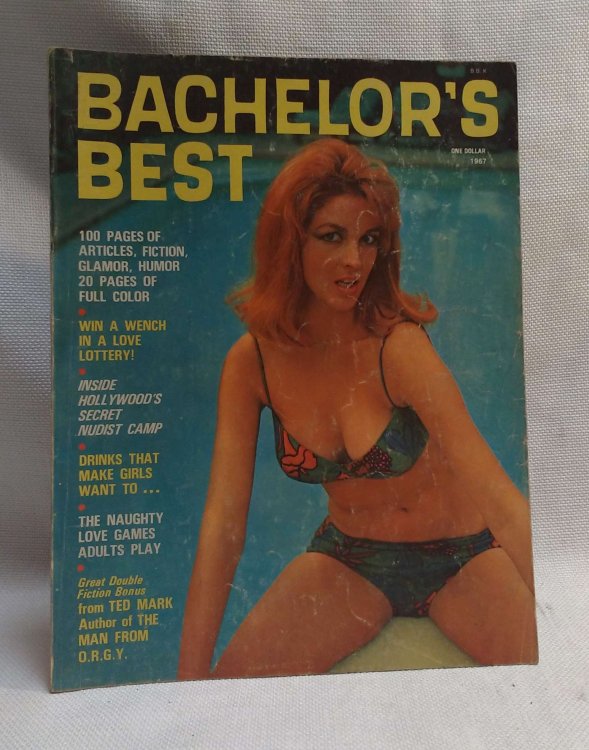 BACHELOR'S
BEST
ONE DOLLAR
1967
100 PAGES OF
ARTICLES, FICTION,
GLAMOR, HUMOR
20 PAGES OF
FULL COLOR
WIN A WENCH
IN A LOVE
LOTTERY!
INSIDE
HOLLYWOOD'S
SECRET
NUDIST CAMP
DRINKS THAT
MAKE GIRLS
WANT TO ...
THE NAUGHTY
LOVE GAMES
ADULTS PLAY
Great Double
Fiction Bonus
from TED MARK
Author of THE
MAN FROM
O.R.G.Y.